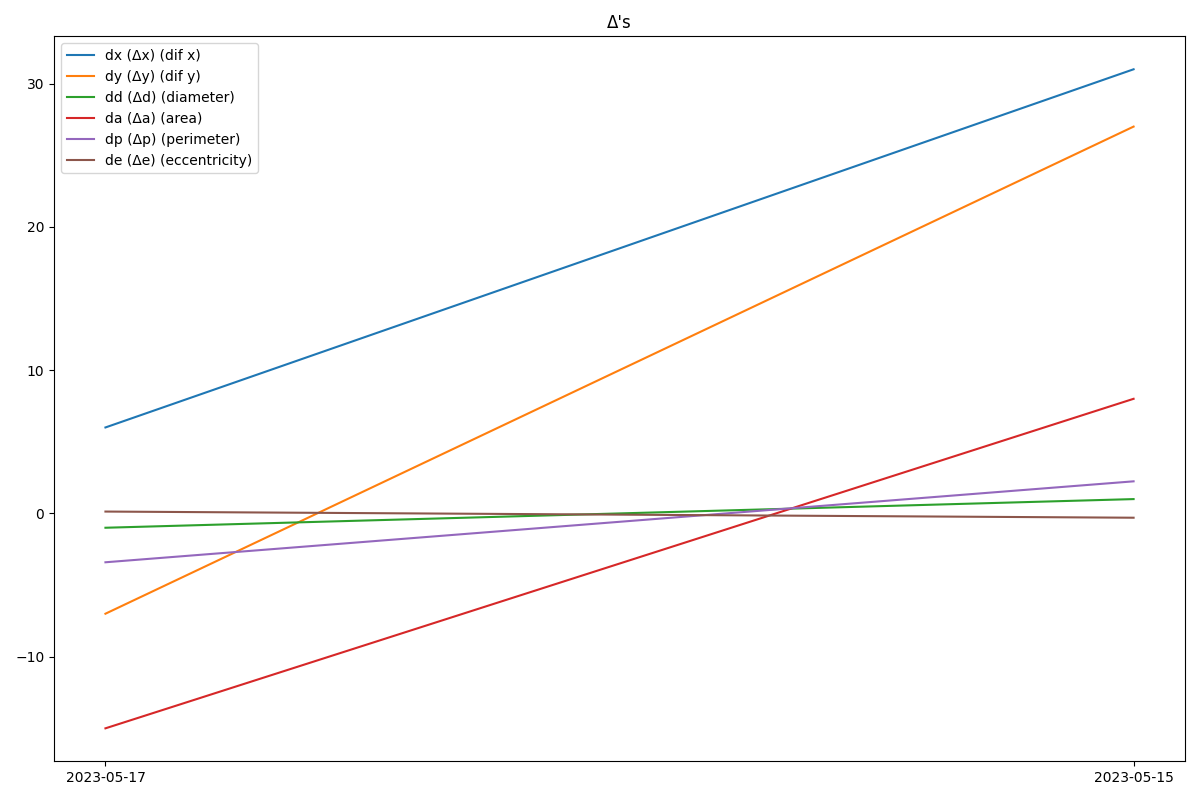 Δ's
dx (Δx) (dif x)
dy (Δy) (dif y)
dd (Δd) (diameter)
da (Δa) (area)
dp (Δp) (perimeter)
de (Δe) (eccentricity)
30
20
10
0
−10
2023-05-17 2023-05-15